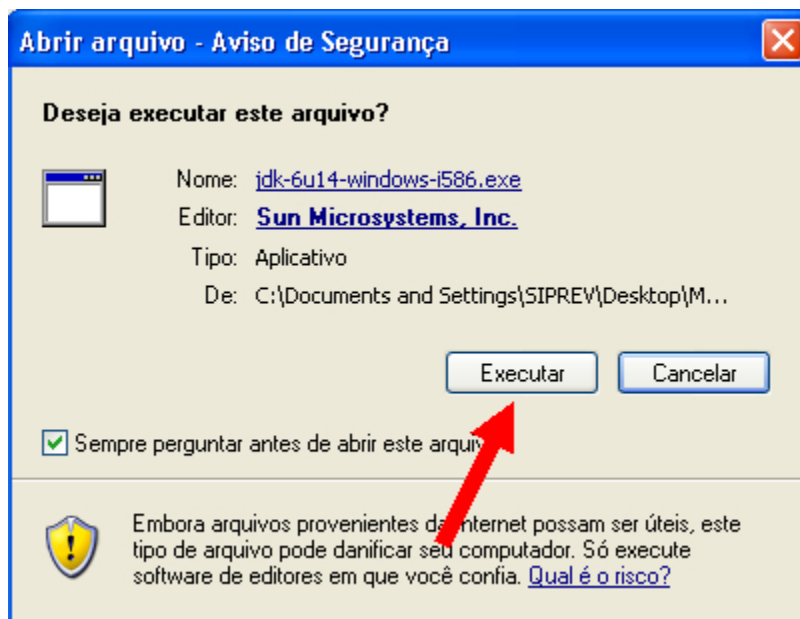 Abrir arquivo - Aviso de Segurança
Deseja executar este arquivo?
Nome: jdk-6u14-windows-i586.exe
Editor: Sun Microsystems, Inc.
Tipo: Aplicativo
De: C:\Documents and Settings\SIPREV\Desktop\M...
Executar Cancelar
Sempre perguntar antes de abrir este arquivo
Embora arquivos provenientes da Internet possam ser úteis, este
tipo de arquivo pode danificar seu computador. Só execute
software de editores em que você confia. Qual é o risco?